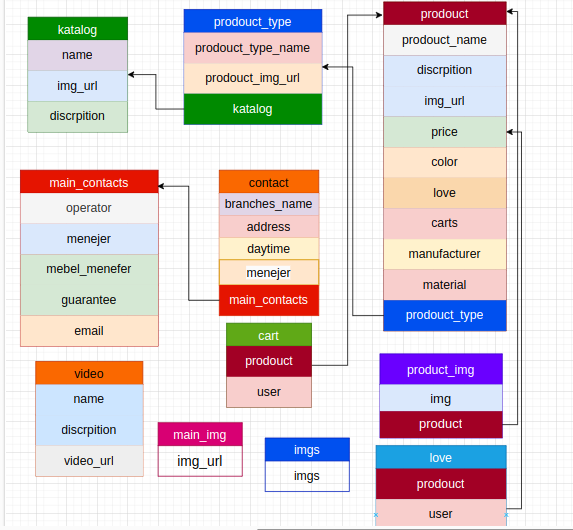 katalog
name
img_url
discrpition
prodouct_type
prodouct_type_name
prodouct_img_url
katalog
prodouct
prodouct_name
discrpition
img_url
price
color
love
carts
manufacturer
material
prodouct_type
main_contacts
operator
menejer
mebel_menefer
guarantee
email
contact
branches_name
address
daytime
menejer
main_contacts
cart
prodouct
user
video
name
discrpition
video_url
main_img
img_url
imgs
imgs
product_img
img
product
love
prodouct
user